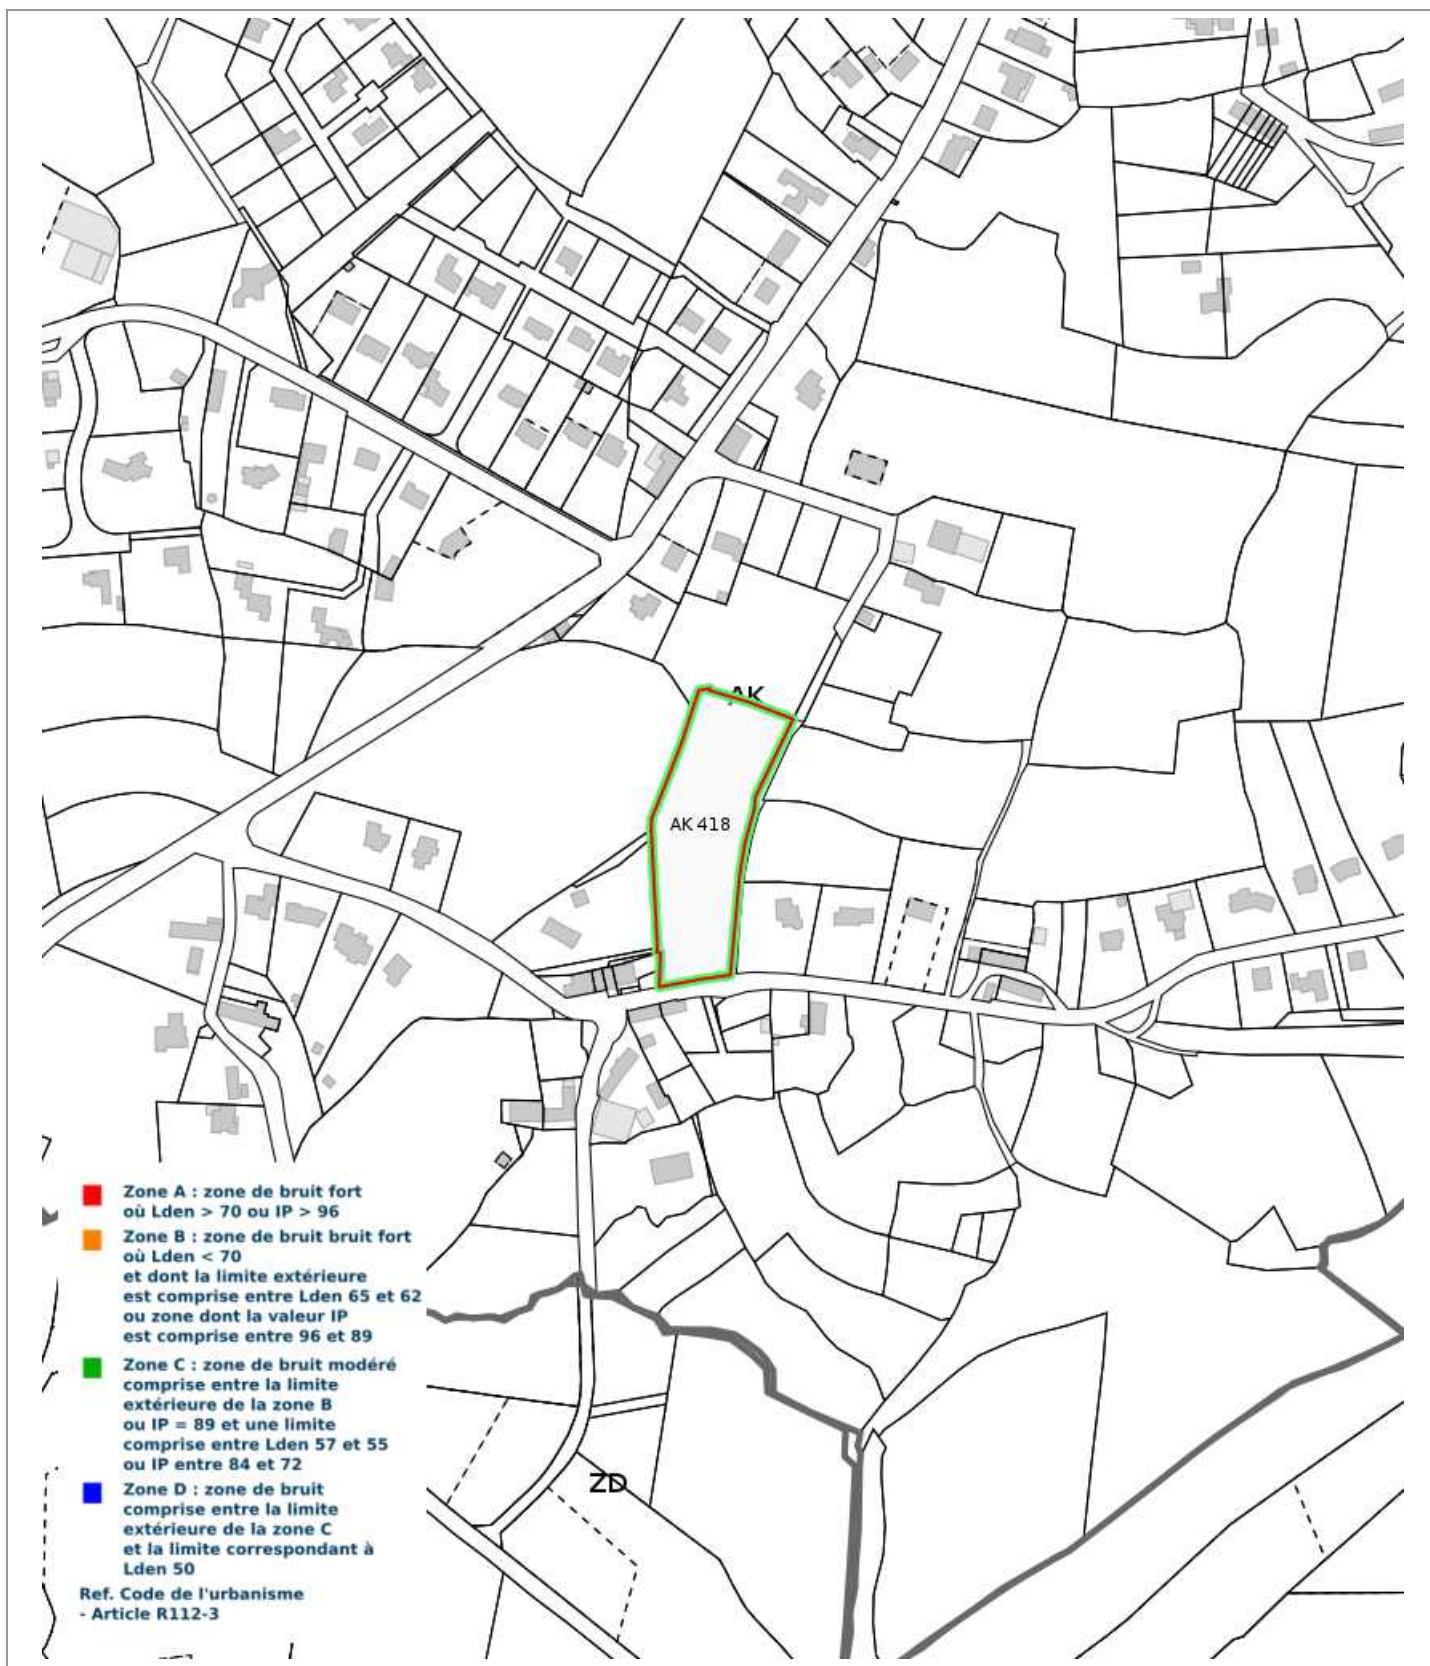 AK
AK 418
Zone A : zone de bruit fort
où Lden > 70 ou IP > 96
Zone B : zone de bruit bruit fort
où Lden < 70
et dont la limite extérieure
est comprise entre Lden 65 et 62
ou zone dont la valeur IP
est comprise entre 96 et 89
Zone C : zone de bruit modéré
comprise entre la limite
extérieure de la zone B
ou IP = 89 et une limite
comprise entre Lden 57 et 55
ou IP entre 84 et 72
ZD
Zone D : zone de bruit
comprise entre la limite
extérieure de la zone C
et la limite correspondant à
Lden 50
Ref. Code de l'urbanisme
- Article R112-3